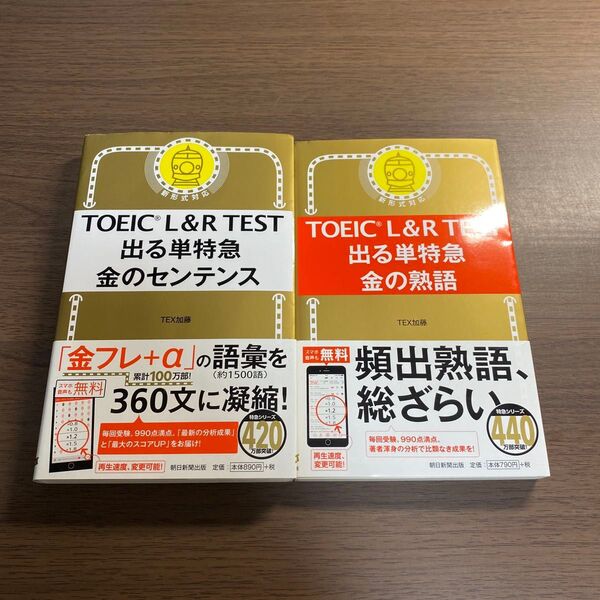 新形式対応
TOEIC® L&R TEST
出る単特急
金のセンテンス
TEX加藤
「金フレ+α」の語彙を
累計100万部!
(約1500語)
360文に凝縮!
スマホ
音声も
無料
毎回受験、990点満点。「最新の分析成果」
と「最大のスコアUP」をお届け!
特急シリーズ
420
万部突破!
再生速度、
変更可能!
朝日新聞出版
定価:本体890円+税
新形式対応
TOEIC® L&R TE
出る単特急
金の熟語
TEX加藤
スマホ
音声も
無料
頻出熟語、
総ざらい
毎回受験、990点満点。
著者渾身の分析で比類なき成果を!
特急シリーズ
440
万部突破!
再生速度、
変更可能!
朝日新聞出版
定価:本体790円+税